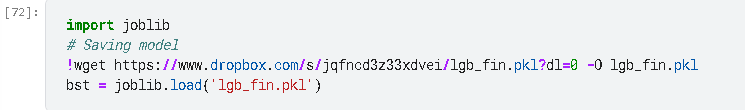 [72]:
import joblib
# Saving model
!wget https://www.dropbox.com/s/jqfncd3z33xdvei/lgb_fin.pkl?dl=0 -O lgb_fin.pkl
bst = joblib.load('lgb_fin.pkl')